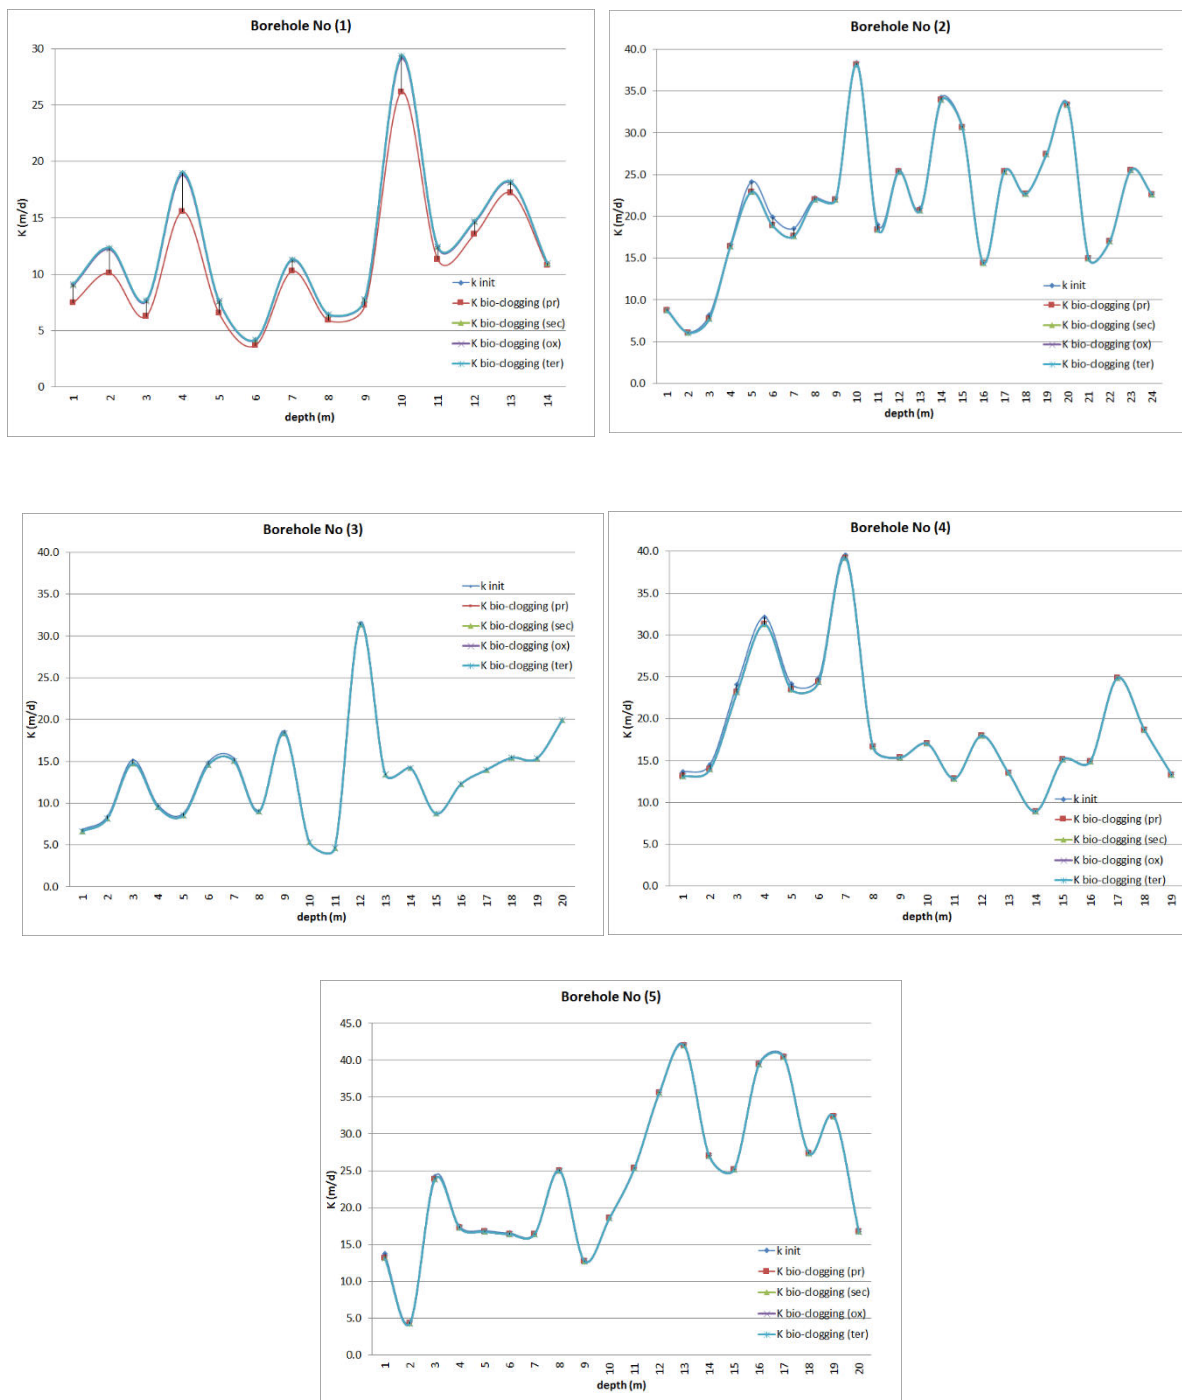 Borehole No (1)
30
25
20
15
10
5
0
K (m/d)
k init
K bio-clogging (pr)
K bio-clogging (sec)
K bio-clogging (ox)
K bio-clogging (ter)
1 2 3 4 5 6 7 8 9 10 11 12 13 14
depth (m)
Borehole No (2)
40.0
35.0
30.0
25.0
20.0
15.0
10.0
5.0
0.0
K (m/d)
k init
K bio-clogging (pr)
K bio-clogging (sec)
K bio-clogging (ox)
K bio-clogging (ter)
1 2 3 4 5 6 7 8 9 10 11 12 13 14 15 16 17 18 19 20 21 22 23 24
depth (m)
Borehole No (3)
40.0
35.0
30.0
25.0
20.0
15.0
10.0
5.0
0.0
K (m/d)
k init
K bio-clogging (pr)
K bio-clogging (sec)
K bio-clogging (ox)
K bio-clogging (ter)
1 2 3 4 5 6 7 8 9 10 11 12 13 14 15 16 17 18 19 20
depth (m)
Borehole No (4)
40.0
35.0
30.0
25.0
20.0
15.0
10.0
5.0
0.0
K (m/d)
k init
K bio-clogging (pr)
K bio-clogging (sec)
K bio-clogging (ox)
K bio-clogging (ter)
1 2 3 4 5 6 7 8 9 10 11 12 13 14 15 16 17 18 19
depth (m)
Borehole No (5)
45.0
40.0
35.0
30.0
25.0
20.0
15.0
10.0
5.0
0.0
K (m/d)
k init
K bio-clogging (pr)
K bio-clogging (sec)
K bio-clogging (ox)
K bio-clogging (ter)
1 2 3 4 5 6 7 8 9 10 11 12 13 14 15 16 17 18 19 20
depth (m)